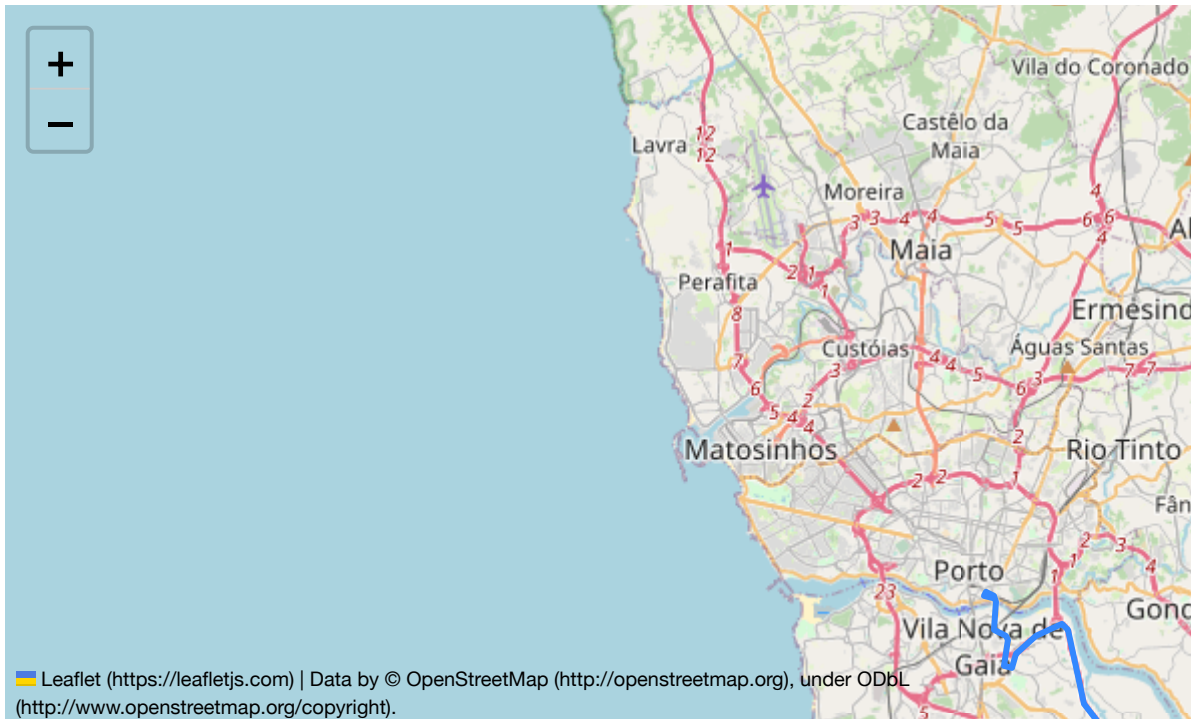 +
−
Vila do Coronado
Castêlo da
Maia
12
12
Lavra
Moreira
4
3 3 4 4 5 5 6 6
4
Al
1
Maia
2 1
Perafita
1
8
Ermesind
Custóias
Águas Santas
7
3
4 4 5
6 3
7 7
6
2
5 4
4
2
Matosinhos
Rio Tinto
2 2
1
Fân
2
3
1
4
Porto
1
23
Gond
Vila Nova de
Gaia
Leaflet (https://leafletjs.com) | Data by © OpenStreetMap (http://openstreetmap.org), under ODbL
(http://www.openstreetmap.org/copyright).
5